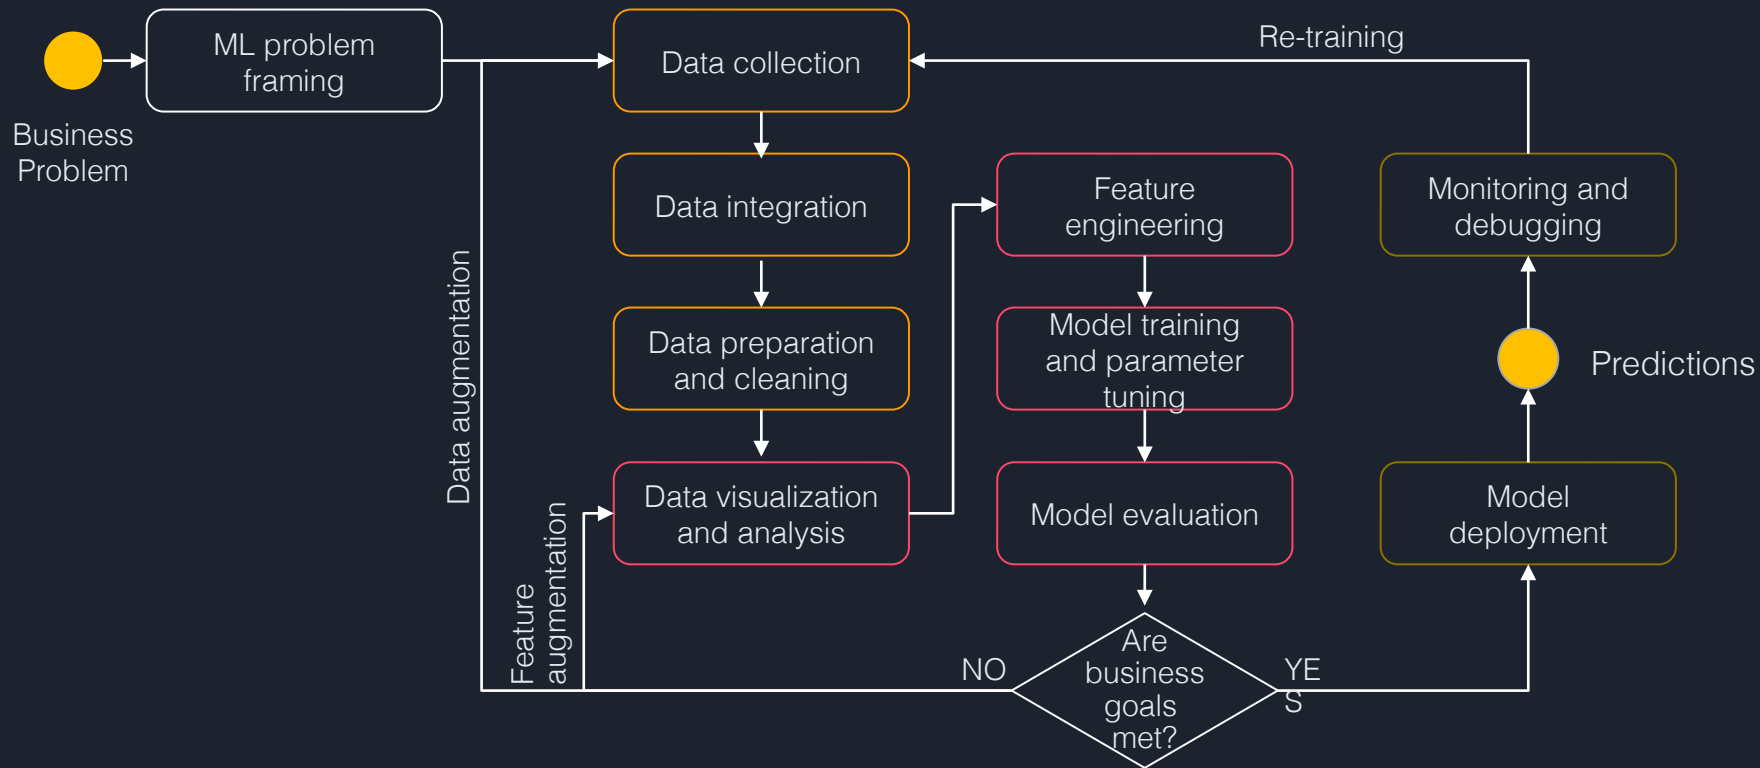 ML problem
framing
Business
Problem
Data collection
Re-training
Data integration
Feature
engineering
Monitoring and
debugging
Data augmentation
Data preparation
and cleaning
Model training
and parameter
tuning
Predictions
Data visualization
and analysis
Model evaluation
Model
deployment
Feature
augmentation
NO
Are
business
goals
met?
YE
S